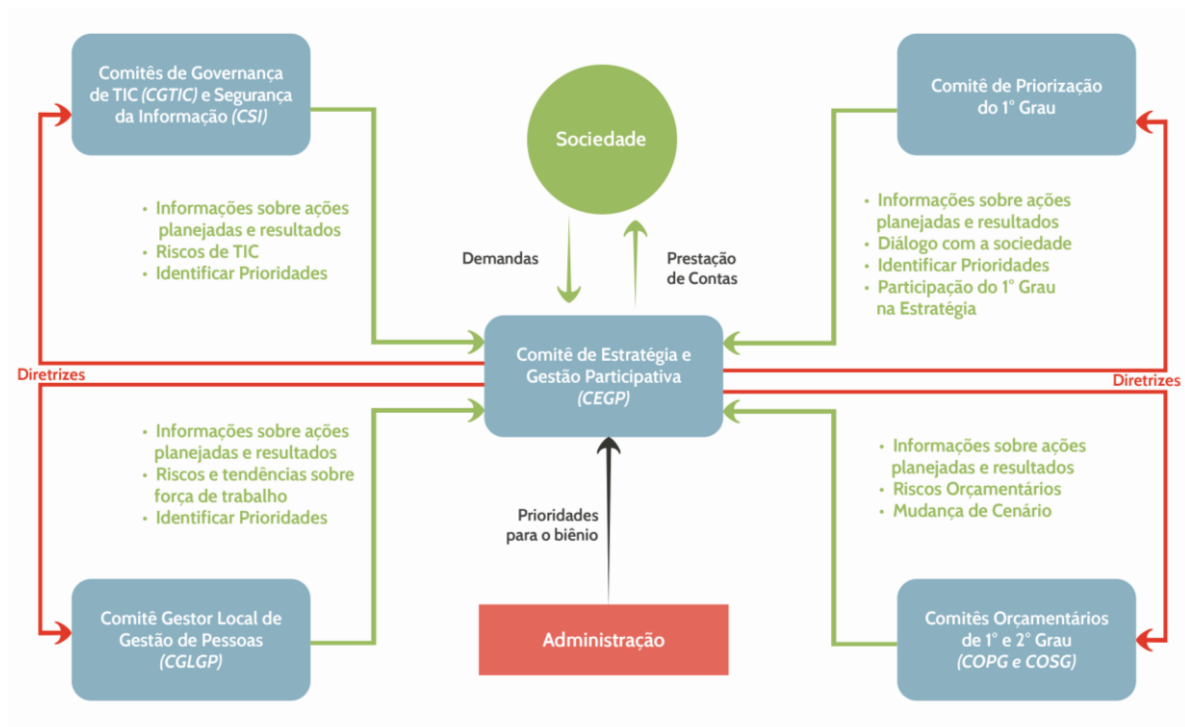 Comitês de Governança
de TIC (CGTIC) e Segurança
da Informação (CSI)
Sociedade
Comitê de Priorização
do 1° Grau
• Informações sobre ações
planejadas e resultados
• Riscos de TIC
• Identificar Prioridades
Demandas
Prestação
de Contas
• Informações sobre ações
planejadas e resultados
• Diálogo com a sociedade
• Identificar Prioridades
• Participação do 1° Grau
na Estratégia
Comitê de Estratégia e
Gestão Participativa
(CEGP)
Diretrizes
Diretrizes
• Informações sobre ações
planejadas e resultados
• Riscos e tendências sobre
força de trabalho
• Identificar Prioridades
Prioridades
para o biênio
• Informações sobre ações
planejadas e resultados
• Riscos Orçamentários
• Mudança de Cenário
Comitê Gestor Local de
Gestão de Pessoas
(CGLGP)
Administração
Comitês Orçamentários
de 1° e 2° Grau
(COPG e COSG)